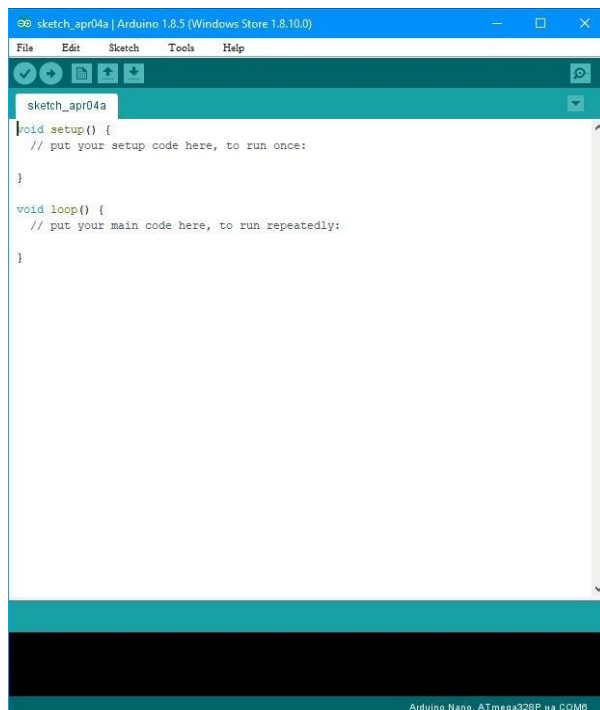 sketch_apr04a | Arduino 1.8.5 (Windows Store 1.8.10.0)
File Edit Sketch Tools Help
sketch_apr04a
void setup() {
// put your setup code here, to run once:
}
void loop() {
// put your main code here, to run repeatedly:
}
Arduino Nano, ATmega328P на COM6